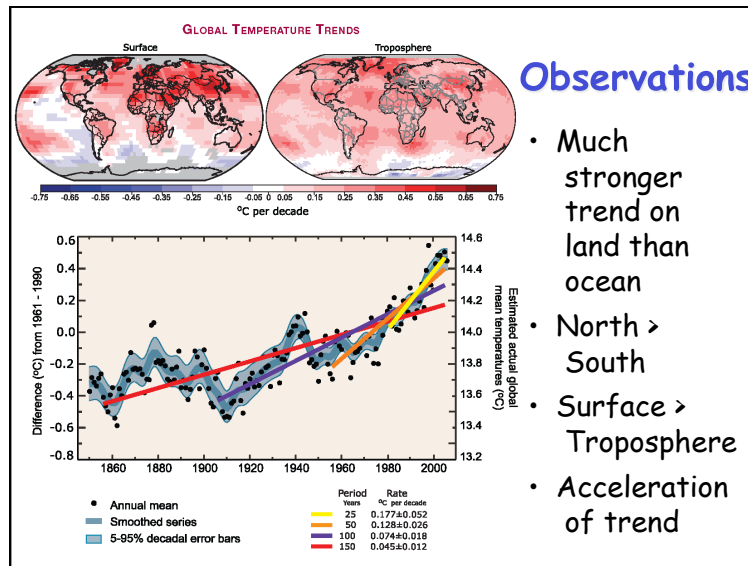 GLOBAL TEMPERATURE TRENDS
Surface
Troposphere
-0.75 -0.65 -0.55 -0.45 -0.35 -0.25 -0.15 -0.05 0 0.05 0.15 0.25 0.35 0.45 0.55 0.65 0.75
°C per decade
Difference (°C) from 1961 - 1990
0.6
0.4
0.2
0.0
-0.2
-0.4
-0.6
-0.8
14.6
14.4
14.2
14.0
13.8
13.6
13.4
13.2
Estimated actual global
mean temperatures (°C)
1860 1880 1900 1920 1940 1960 1980 2000
Annual mean
Smoothed series
5-95% decadal error bars
Period Rate
Years °C per decade
25 0.177±0.052
50 0.128±0.026
100 0.074±0.018
150 0.045±0.012
Observations
• Much
stronger
trend on
land than
ocean
• North >
South
• Surface >
Troposphere
• Acceleration
of trend